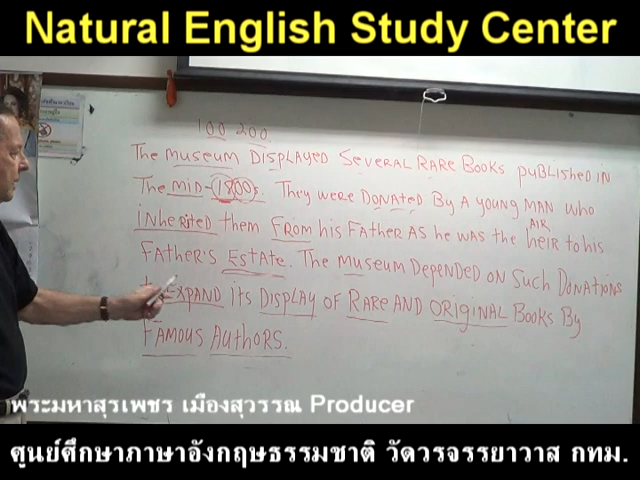 Natural English Study Center
100 200
The museum Displayed Several Rare Books published in
The mid-1800s. They were Donated By A young man who
AIR
inherited them From his Father As he was the heir to his
Father's Estate. The Museum Depended on Such Donations
to Expand its Display of Rare And Original Books By
Famous Authors.
พระมหาสุรเพชร เมืองสุวรรณ Producer
ศูนย์ศึกษาภาษาอังกฤษธรรมชาติ วัดวรจรรยาวาส กทม.